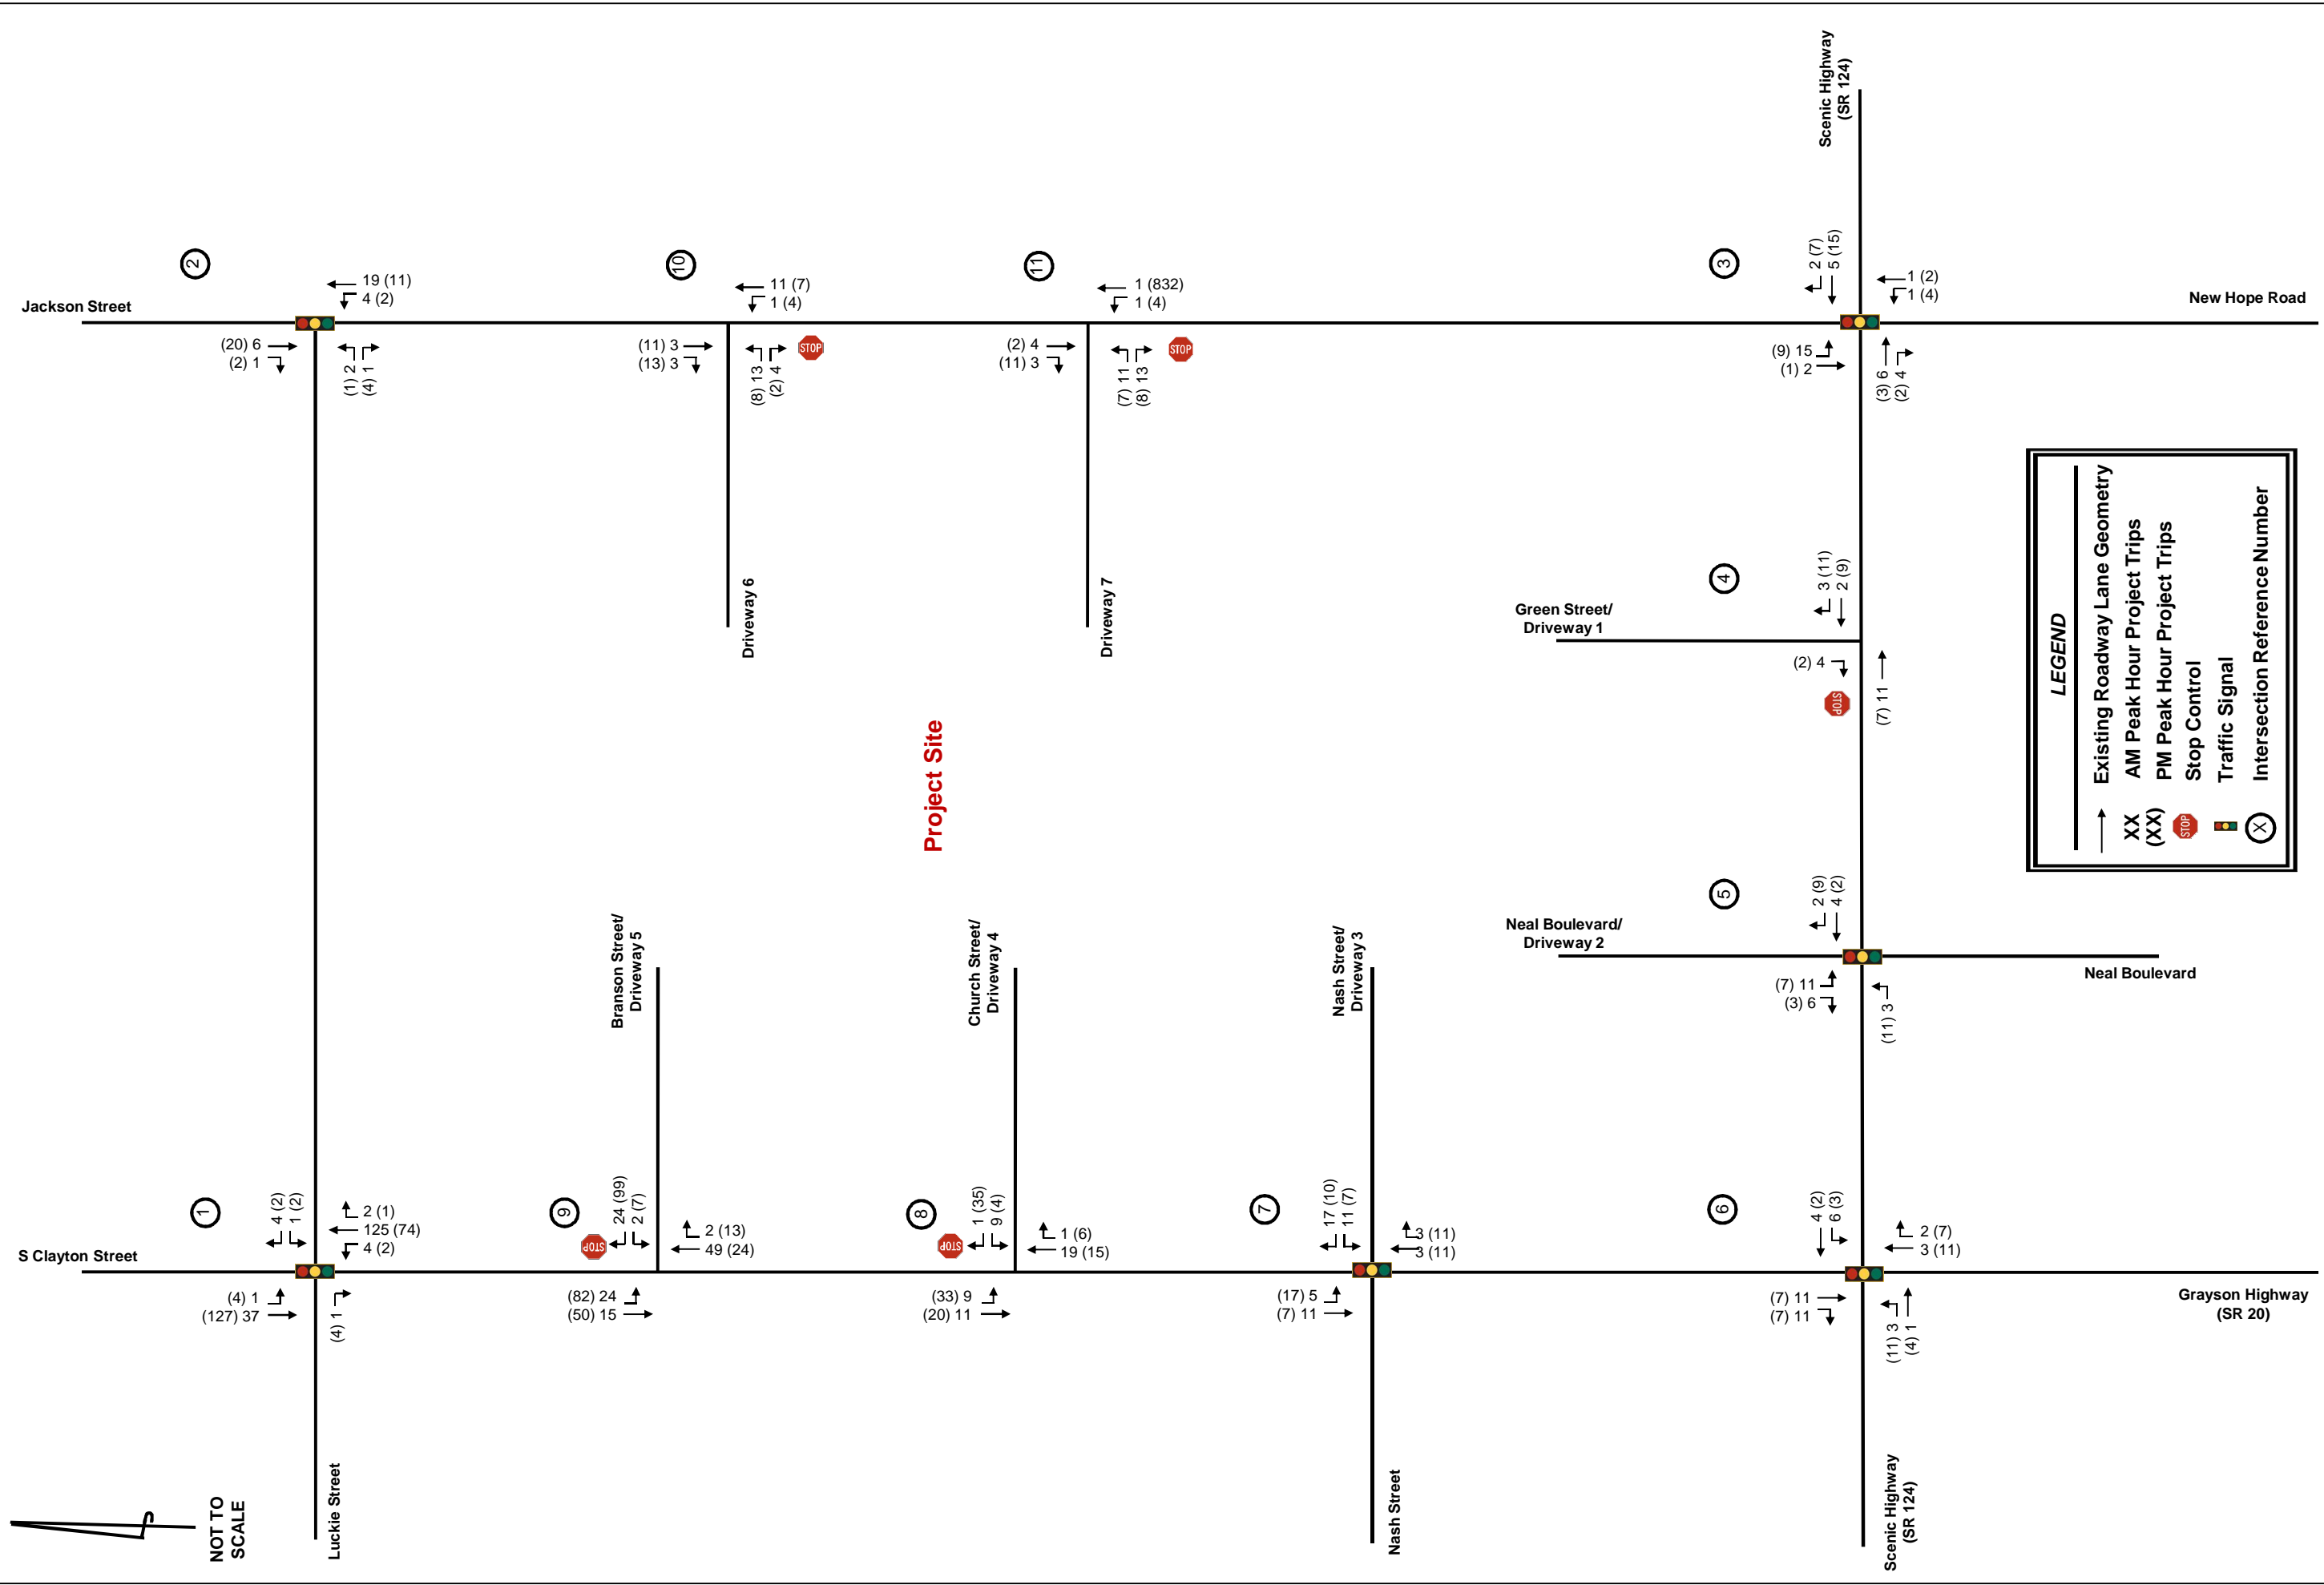 Scenic Highway
(SR 124)
2
Jackson Street
19 (11)
4 (2)
(20) 6
(2) 1
(1) 2
(4) 1
10
11 (7)
1 (4)
(11) 3
(13) 3
(8) 13
(2) 4
STOP
Driveway 6
11
1 (832)
1 (4)
(2) 4
(11) 3
(7) 11
(8) 13
STOP
Driveway 7
3
2 (7)
5 (15)
1 (2)
1 (4)
(9) 15
(1) 2
(3) 6
(2) 4
New Hope Road
4
Green Street/
Driveway 1
3 (11)
2 (9)
(2) 4
STOP
(7) 11
LEGEND
Existing Roadway Lane Geometry
XX AM Peak Hour Project Trips
(XX) PM Peak Hour Project Trips
STOP Stop Control
Traffic Signal
X Intersection Reference Number
Project Site
5
Neal Boulevard/
Driveway 2
2 (9)
4 (2)
(7) 11
(3) 6
(11) 3
Neal Boulevard
1
S Clayton Street
4 (2)
1 (2)
2 (1)
125 (74)
4 (2)
(4) 1
(127) 37
(4) 1
Luckie Street
Branson Street/
Driveway 5
9
STOP
24 (99)
2 (7)
2 (13)
49 (24)
(82) 24
(50) 15
Church Street/
Driveway 4
8
STOP
1 (35)
9 (4)
1 (6)
19 (15)
(33) 9
(20) 11
Nash Street/
Driveway 3
7
17 (10)
11 (7)
3 (11)
3 (11)
(17) 5
(7) 11
Nash Street
6
4 (2)
6 (3)
2 (7)
3 (11)
(7) 11
(7) 11
(11) 3
(4) 1
Grayson Highway
(SR 20)
Scenic Highway
(SR 124)
NOT TO
SCALE